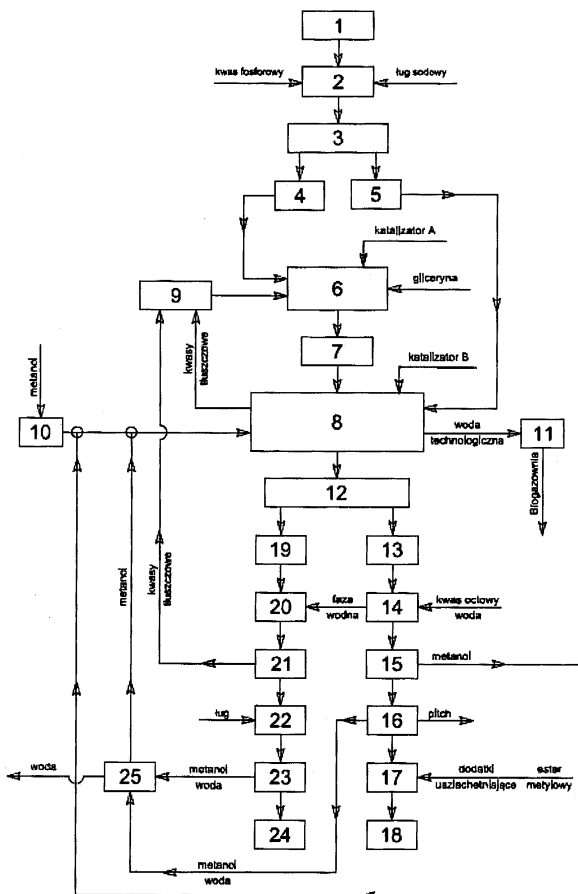 1
kwas fosforowy
ług sodowy
2
3
4
5
katalizator A
gliceryna
6
9
7
kwasy
tłuszczowe
katalizator B
metanol
10
8
woda
technologiczna
11
Biogazownia
12
19
13
metanol
kwasy
tłuszczowe
20
faza
wodna
14
kwas octowy
woda
21
15
metanol
ług
22
16
pitch
woda
25
metanol
woda
23
17
dodatki
uszlachetniające
ester
metylowy
24
18
metanol
woda